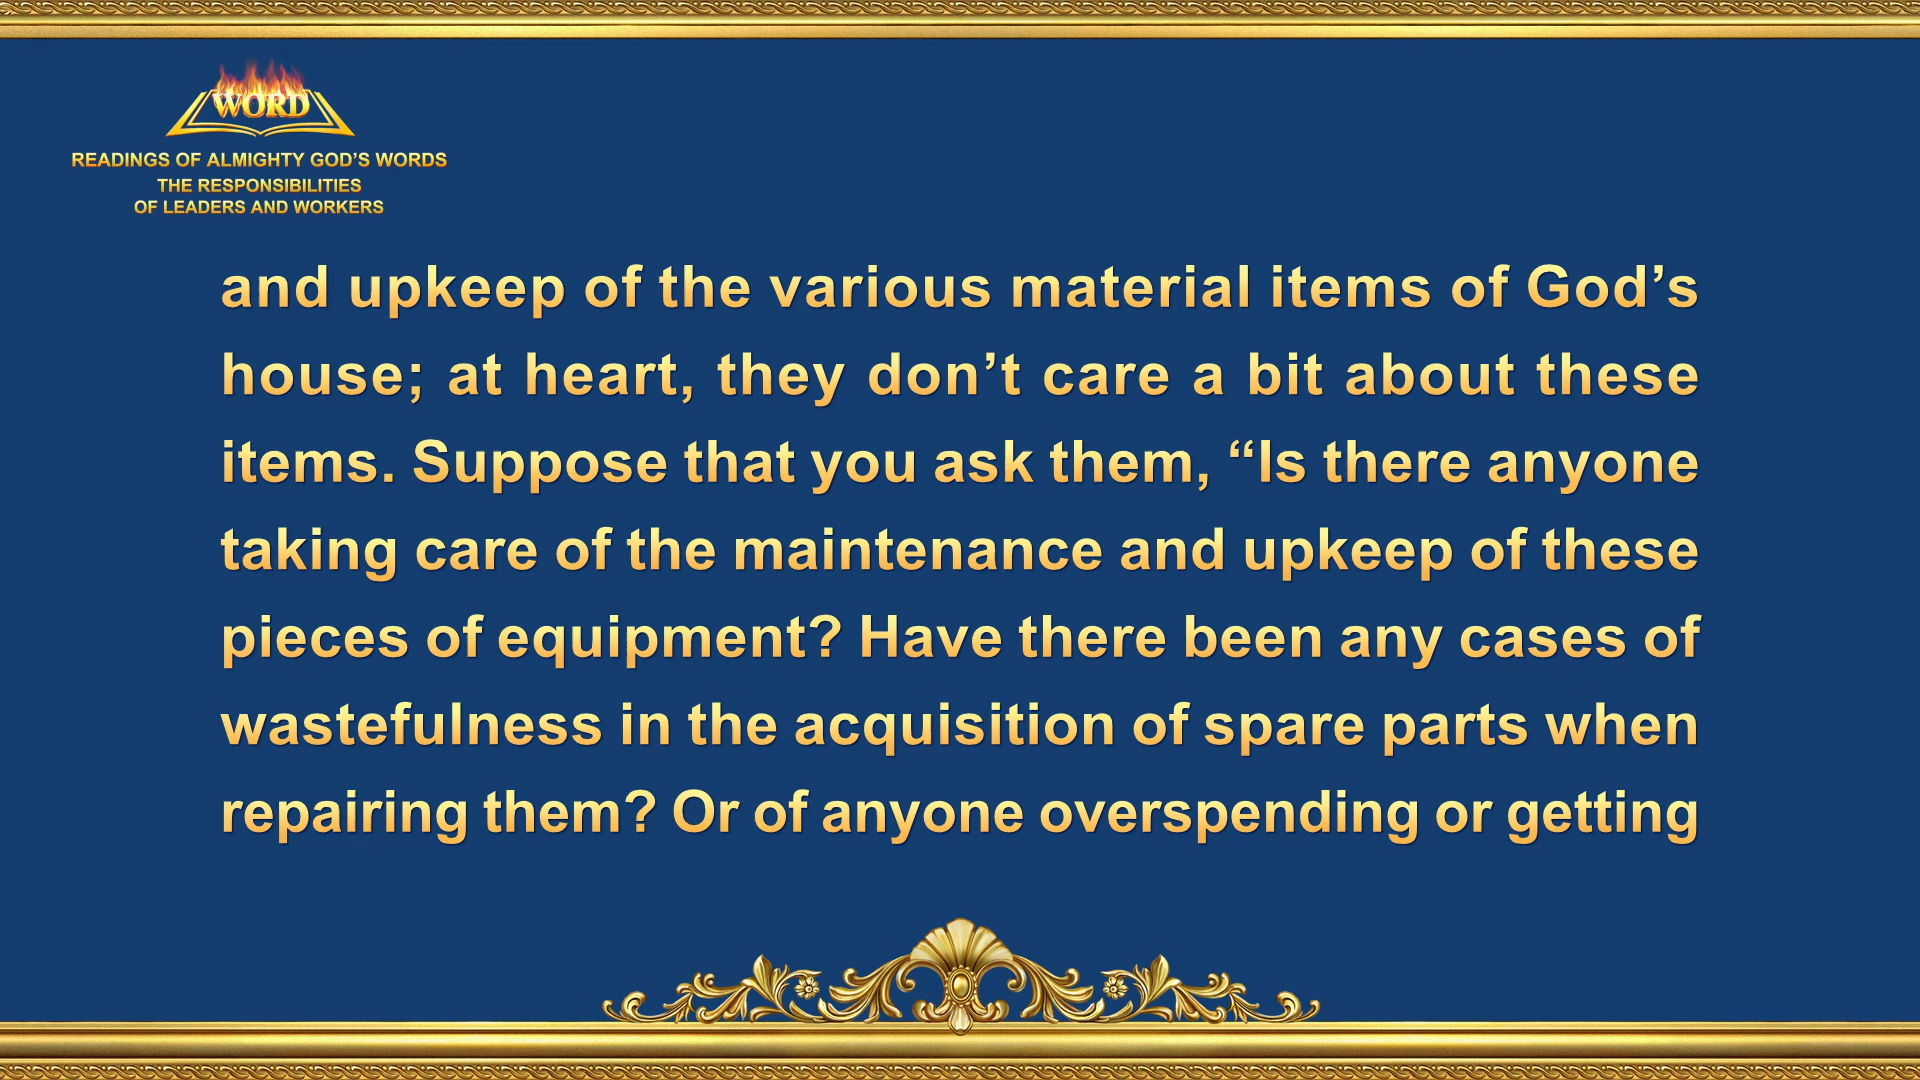 WORD
READINGS OF ALMIGHTY GOD’S WORDS
THE RESPONSIBILITIES
OF LEADERS AND WORKERS
and upkeep of the various material items of God’s
house; at heart, they don’t care a bit about these
items. Suppose that you ask them, “Is there anyone
taking care of the maintenance and upkeep of these
pieces of equipment? Have there been any cases of
wastefulness in the acquisition of spare parts when
repairing them? Or of anyone overspending or getting